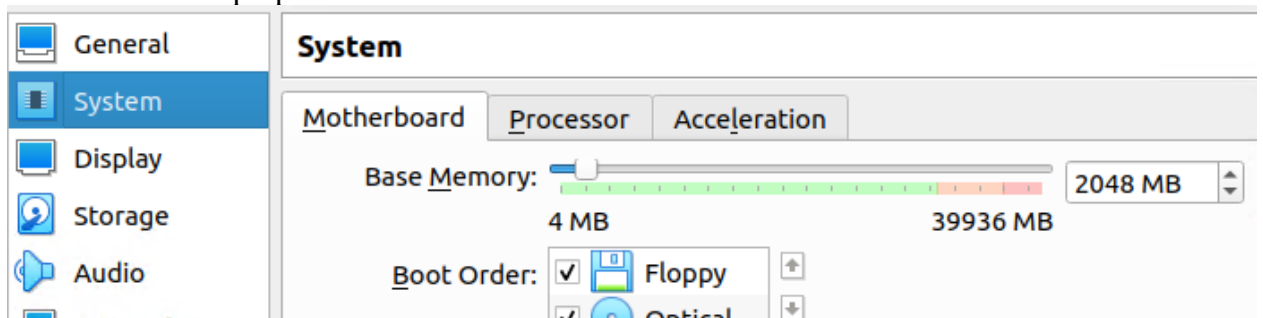 General
System
Display
Storage
Audio
System
Motherboard Processor Acceleration
Base Memory: 2048 MB
4 MB 39936 MB
Boot Order: Floppy
Optical